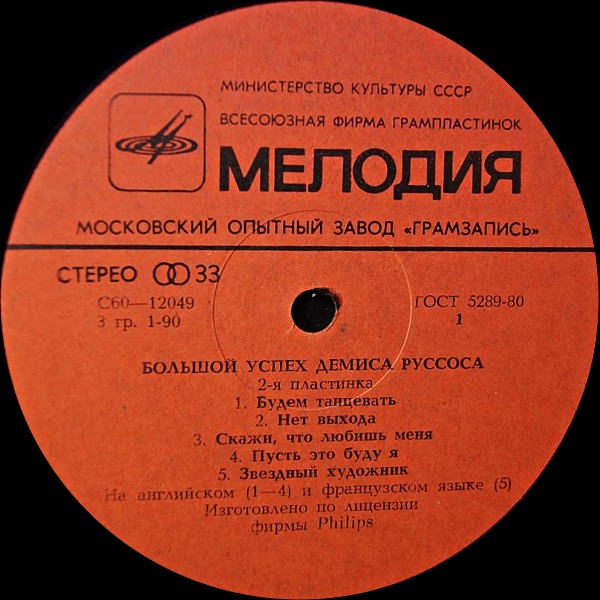 МИНИСТЕРСТВО КУЛЬТУРЫ СССР
ВСЕСОЮЗНАЯ ФИРМА ГРАМПЛАСТИНОК
МЕЛОДИЯ
МОСКОВСКИЙ ОПЫТНЫЙ ЗАВОД «ГРАМЗАПИСЬ»
СТЕРЕО 33
С60—12049 ГОСТ 5289-80
3 гр. 1-90 1
БОЛЬШОЙ УСПЕХ ДЕМИСА РУССОСА
2-я пластинка
1. Будем танцевать
2. Нет выхода
3. Скажи, что любишь меня
4. Пусть это буду я
5. Звездный художник
На английском (1—4) и французском языке (5)
Изготовлено по лицензии
фирмы Philips